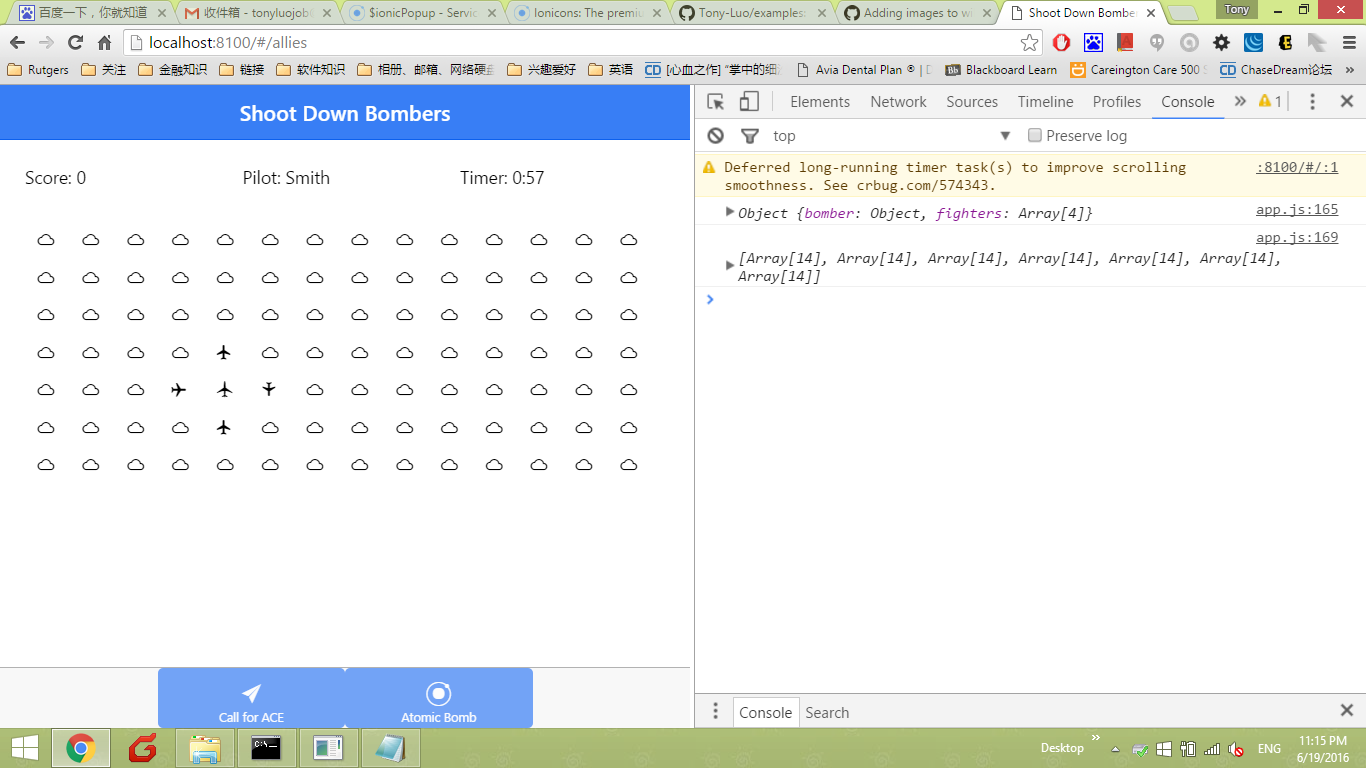 百度一下，你就知道
收件箱 - tonyluojob@
$ionicPopup - Servic
Ionicons: The premiu
Tony-Luo/examples:
Adding images to wi
Shoot Down Bombe
Tony
localhost:8100/#/allies
Rutgers
关注
金融知识
链接
软件知识
相册、邮箱、网络硬盘
兴趣爱好
英语
[心血之作] "掌中的细
Avia Dental Plan ® | D
Blackboard Learn
Careington Care 500 S
ChaseDream论坛
»
Shoot Down Bombers
Score: 0
Pilot: Smith
Timer: 0:57
Call for ACE
Atomic Bomb
Elements
Network
Sources
Timeline
Profiles
Console
»
1
top
Preserve log
Deferred long-running timer task(s) to improve scrolling
smoothness. See crbug.com/574343.
:8100/#/:1
Object {bomber: Object, fighters: Array[4]}
app.js:165
app.js:169
[Array[14], Array[14], Array[14], Array[14], Array[14], Array[14],
Array[14]]
Console
Search
Desktop
»
ENG
11:15 PM
6/19/2016